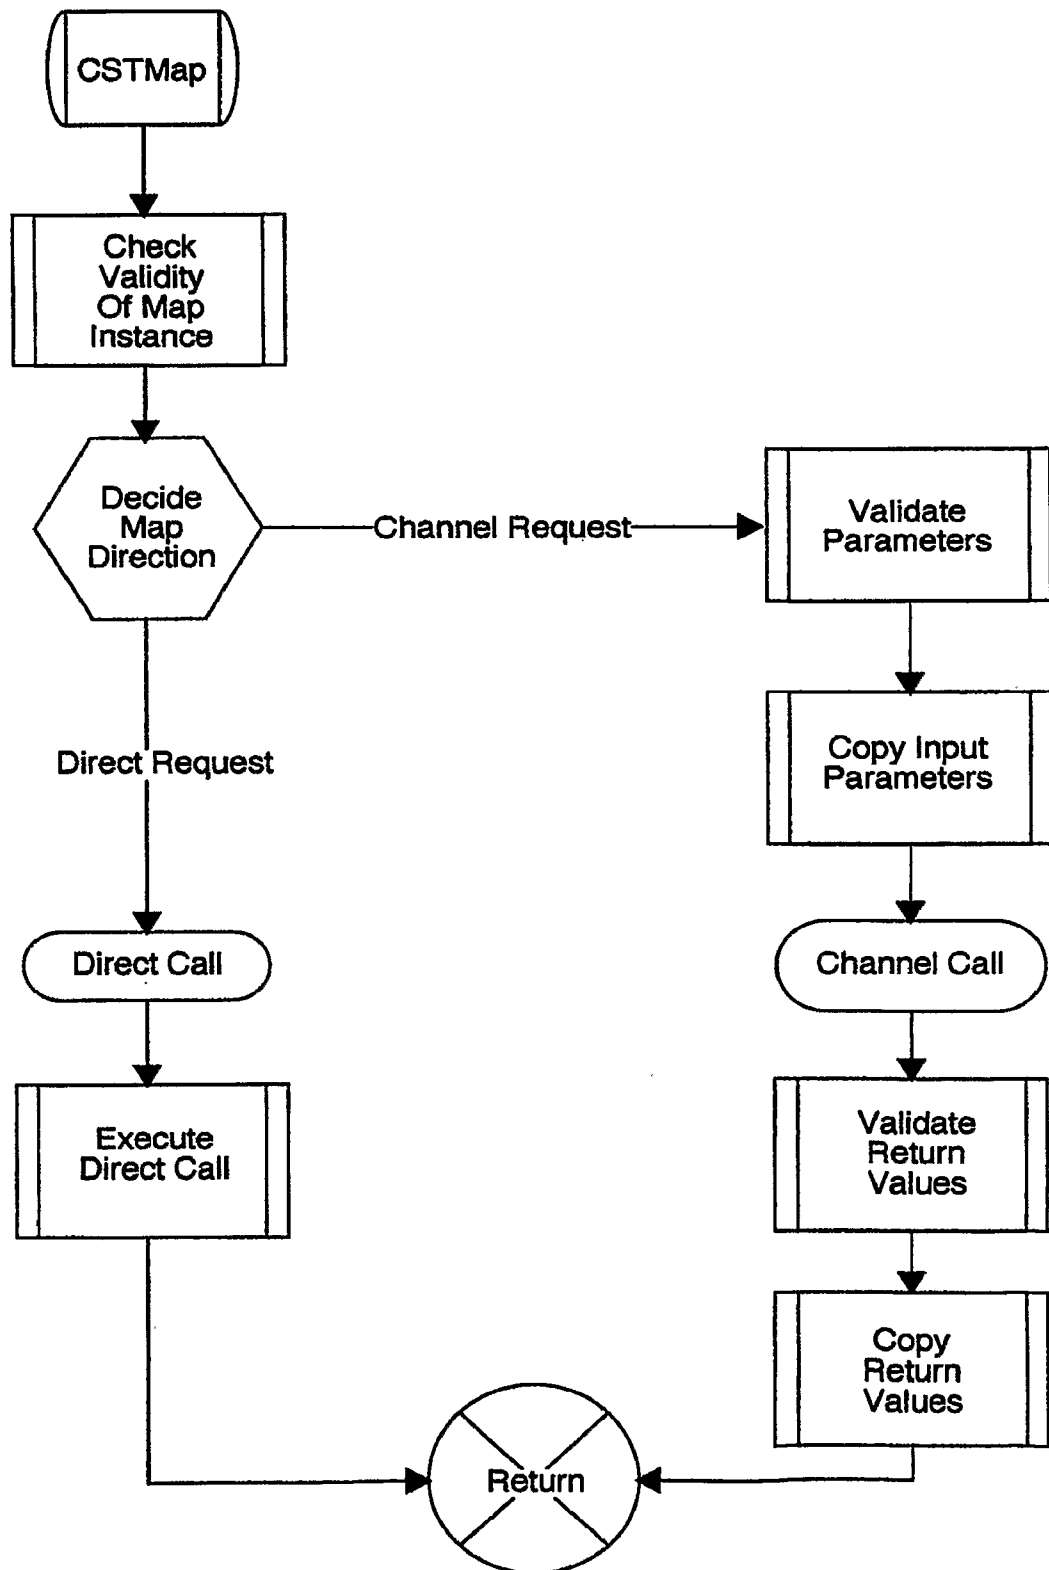 CSTMap
Check
Validity
Of Map
Instance
Decide
Map
Direction
Channel Request
Validate
Parameters
Direct Request
Copy Input
Parameters
Direct Call
Channel Call
Execute
Direct Call
Validate
Return
Values
Copy
Return
Values
Return